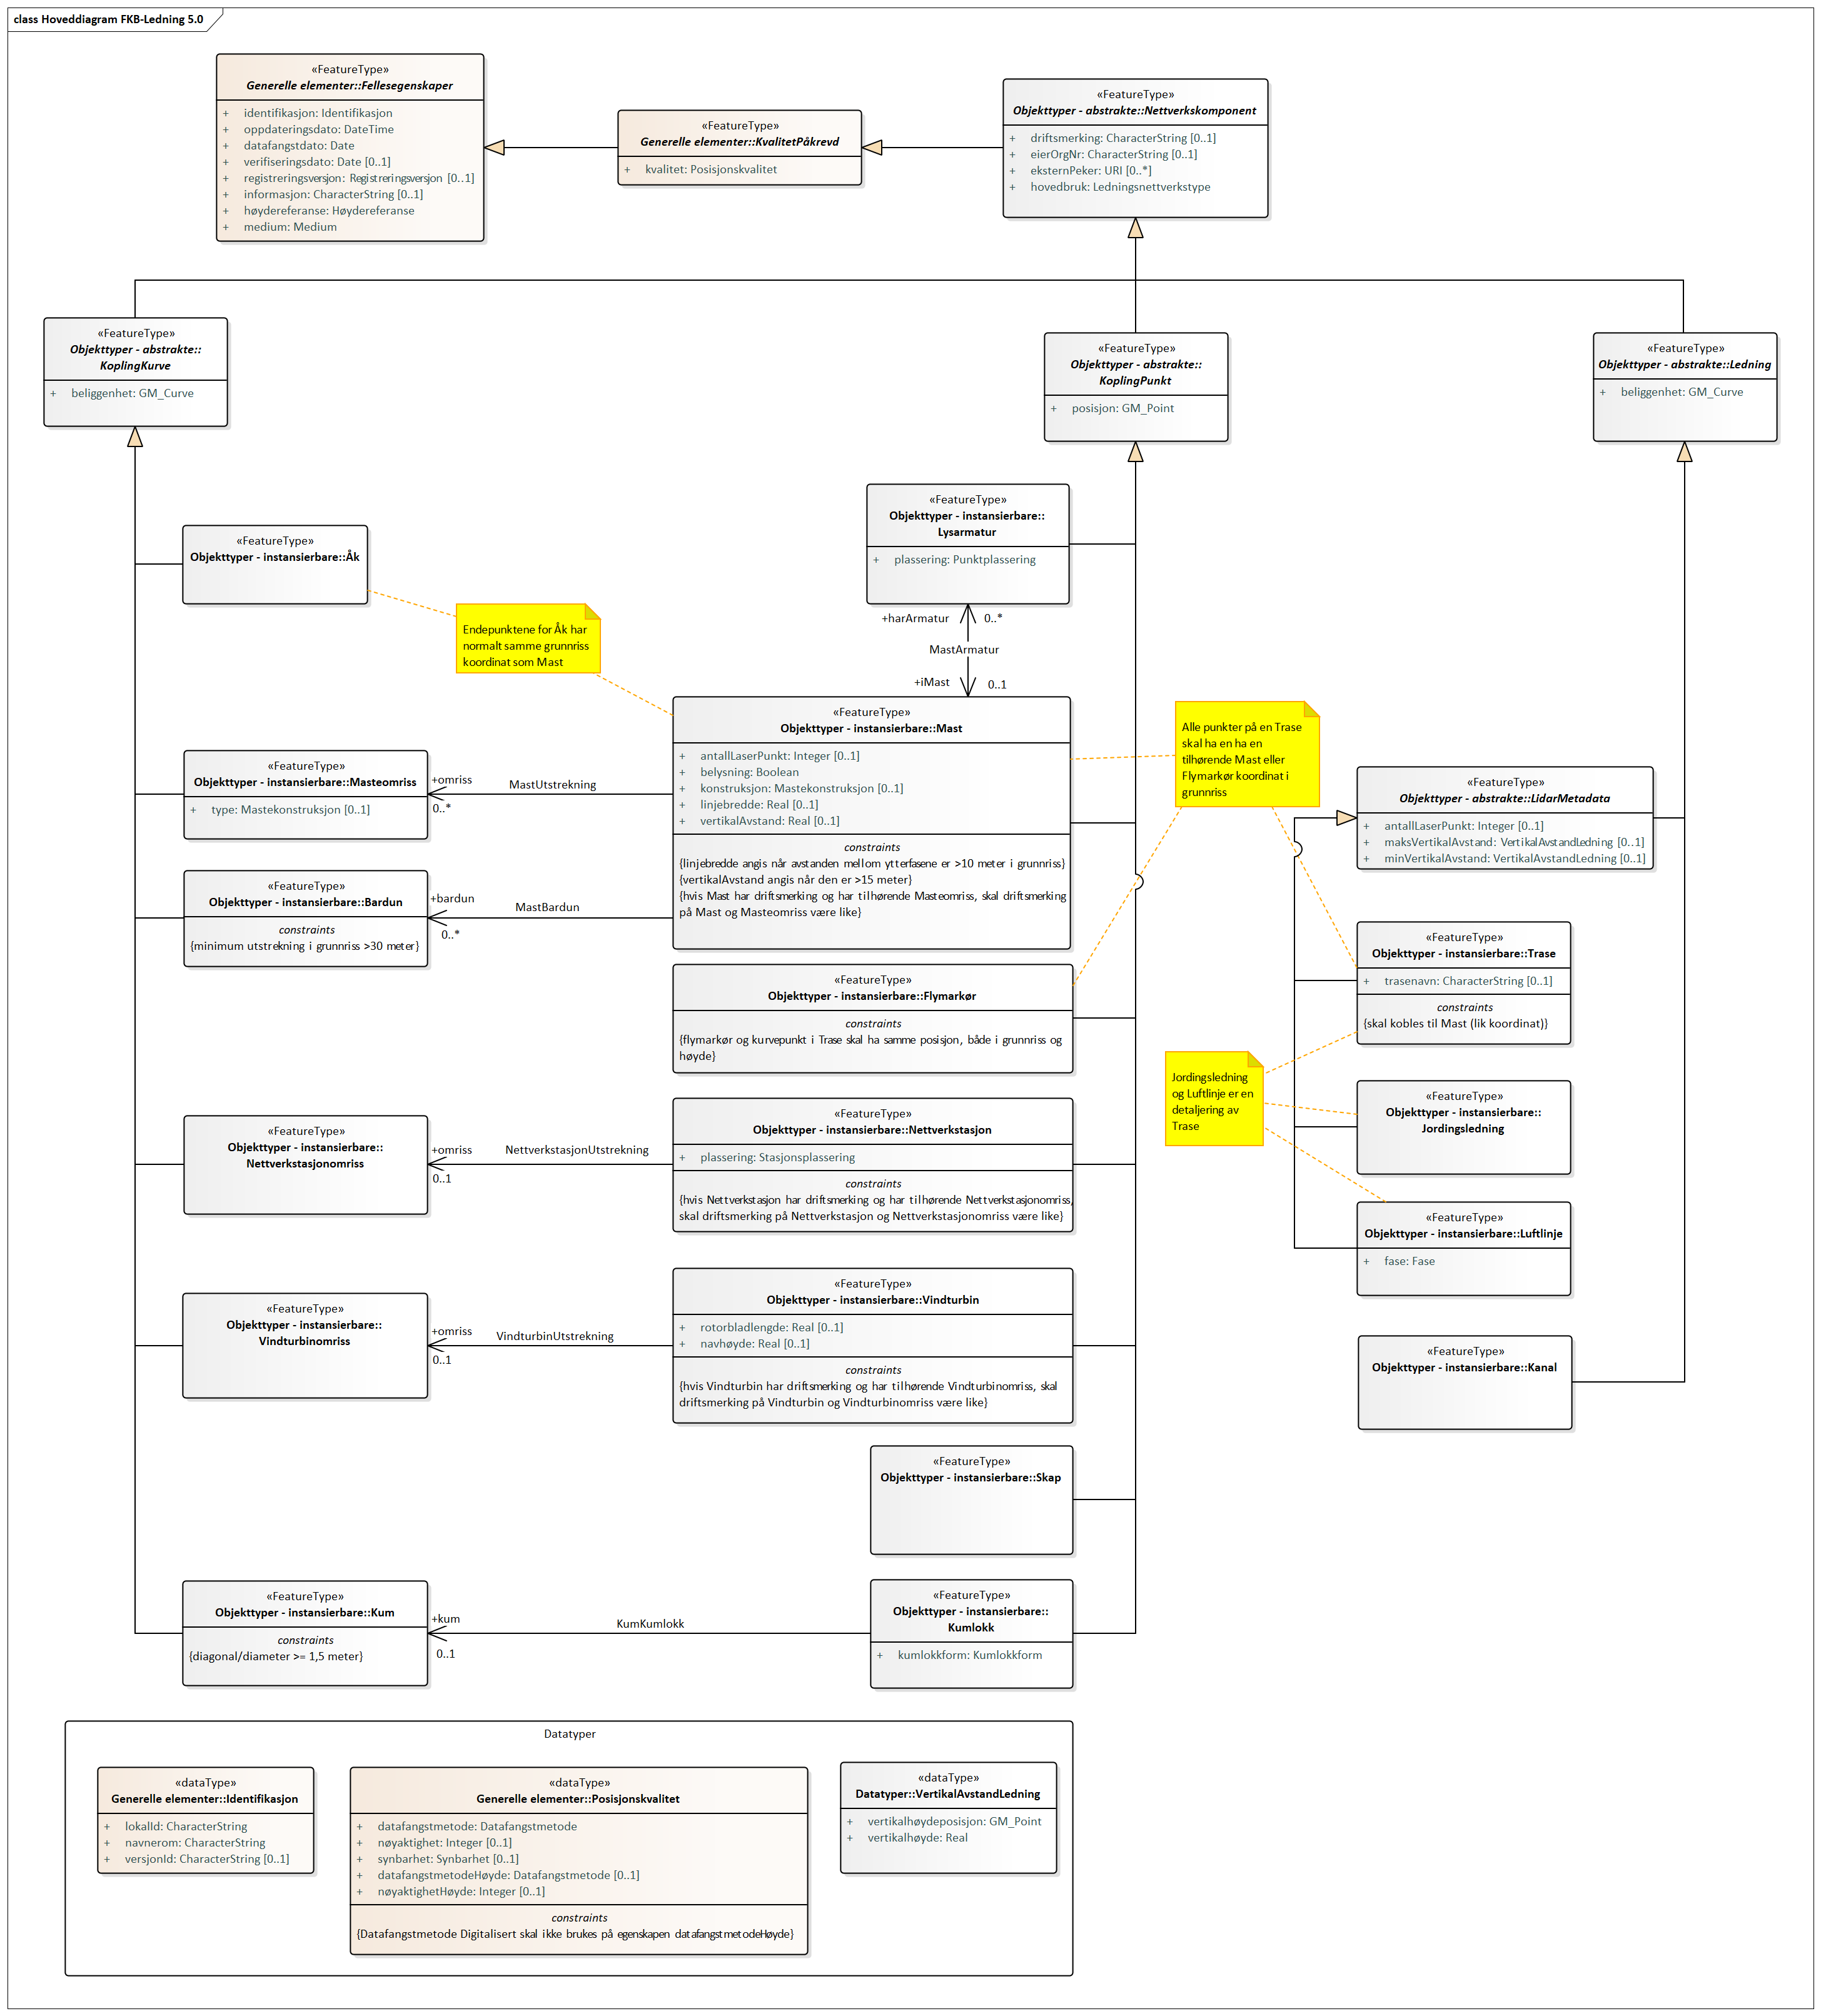 class Hoveddiagram FKB-Ledning 5.0
«FeatureType»
Generelle elementer::Fellesegenskaper
+ identifikasjon: Identifikasjon
+ oppdateringsdato: DateTime
+ datafangstdato: Date
+ verifiseringsdato: Date [0..1]
+ registreringsversjon: Registreringsversjon [0..1]
+ informasjon: CharacterString [0..1]
+ høydereferanse: Høydereferanse
+ medium: Medium
«FeatureType»
Generelle elementer::KvalitetPåkrevd
+ kvalitet: Posisjonskvalitet
«FeatureType»
Objekttyper - abstrakte::Nettverkskomponent
+ driftsmerking: CharacterString [0..1]
+ eierOrgNr: CharacterString [0..1]
+ eksternPeker: URI [0..*]
+ hovedbruk: Ledningsnettverkstype
«FeatureType»
Objekttyper - abstrakte::
KoplingKurve
+ beliggenhet: GM_Curve
«FeatureType»
Objekttyper - abstrakte::
KoplingPunkt
+ posisjon: GM_Point
«FeatureType»
Objekttyper - abstrakte::Ledning
+ beliggenhet: GM_Curve
«FeatureType»
Objekttyper - instansierbare::
Lysarmatur
+ plassering: Punktplassering
«FeatureType»
Objekttyper - instansierbare::Åk
Endepunktene for Åk har
normalt samme grunnriss
koordinat som Mast
+harArmatur 0..*
MastArmatur
+iMast 0..1
«FeatureType»
Objekttyper - instansierbare::Mast
+ antallLaserPunkt: Integer [0..1]
+ belysning: Boolean
+ konstruksjon: Mastekonstruksjon [0..1]
+ linjebredde: Real [0..1]
+ vertikalAvstand: Real [0..1]
constraints
{linjebredde angis når avstanden mellom ytterfasene er >10 meter i grunnriss}
{vertikalAvstand angis når den er >15 meter}
{hvis Mast har driftsmerking og har tilhørende Masteomriss, skal driftsmerking
på Mast og Masteomriss være like}
Alle punkter på en Trase
skal ha en ha en
tilhørende Mast eller
Flymarkør koordinat i
grunnriss
«FeatureType»
Objekttyper - instansierbare::Masteomriss
+ type: Mastekonstruksjon [0..1]
+omriss
0..*
MastUtstrekning
«FeatureType»
Objekttyper - abstrakte::LidarMetadata
+ antallLaserPunkt: Integer [0..1]
+ maksVertikalAvstand: VertikalAvstandLedning [0..1]
+ minVertikalAvstand: VertikalAvstandLedning [0..1]
«FeatureType»
Objekttyper - instansierbare::Bardun
constraints
{minimum utstrekning i grunnriss >30 meter}
+bardun
0..*
MastBardun
«FeatureType»
Objekttyper - instansierbare::Trase
+ trasenavn: CharacterString [0..1]
constraints
{skal kobles til Mast (lik koordinat)}
«FeatureType»
Objekttyper - instansierbare::Flymarkør
constraints
{flymarkør og kurvepunkt i Trase skal ha samme posisjon, både i grunnriss og
høyde}
Jordingsledning
og Luftlinje er en
detaljering av
Trase
«FeatureType»
Objekttyper - instansierbare::
Jordingsledning
«FeatureType»
Objekttyper - instansierbare::
Nettverkstasjonomriss
+omriss
0..1
NettverkstasjonUtstrekning
«FeatureType»
Objekttyper - instansierbare::Nettverkstasjon
+ plassering: Stasjonsplassering
constraints
{hvis Nettverkstasjon har driftsmerking og har tilhørende Nettverkstasjonomriss,
skal driftsmerking på Nettverkstasjon og Nettverkstasjonomriss være like}
«FeatureType»
Objekttyper - instansierbare::Luftlinje
+ fase: Fase
«FeatureType»
Objekttyper - instansierbare::
Vindturbinomriss
+omriss
0..1
VindturbinUtstrekning
«FeatureType»
Objekttyper - instansierbare::Vindturbin
+ rotorbladlengde: Real [0..1]
+ navhøyde: Real [0..1]
constraints
{hvis Vindturbin har driftsmerking og har tilhørende Vindturbinomriss, skal
driftsmerking på Vindturbin og Vindturbinomriss være like}
«FeatureType»
Objekttyper - instansierbare::Kanal
«FeatureType»
Objekttyper - instansierbare::Skap
«FeatureType»
Objekttyper - instansierbare::Kum
constraints
{diagonal/diameter >= 1,5 meter}
+kum
0..1
KumKumlokk
«FeatureType»
Objekttyper - instansierbare::
Kumlokk
+ kumlokkform: Kumlokkform
Datatyper
«dataType»
Generelle elementer::Identifikasjon
+ lokalId: CharacterString
+ navnerom: CharacterString
+ versjonId: CharacterString [0..1]
«dataType»
Generelle elementer::Posisjonskvalitet
+ datafangstmetode: Datafangstmetode
+ nøyaktighet: Integer [0..1]
+ synbarhet: Synbarhet [0..1]
+ datafangstmetodeHøyde: Datafangstmetode [0..1]
+ nøyaktighetHøyde: Integer [0..1]
constraints
{Datafangstmetode Digitalisert skal ikke brukes på egenskapen datafangstmetodeHøyde}
«dataType»
Datatyper::VertikalAvstandLedning
+ vertikalhøydeposisjon: GM_Point
+ vertikalhøyde: Real